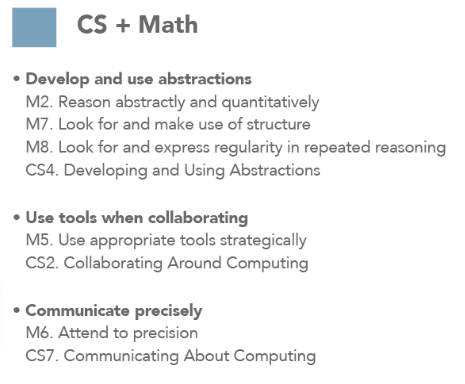 CS + Math
• Develop and use abstractions
M2. Reason abstractly and quantitatively
M7. Look for and make use of structure
M8. Look for and express regularity in repeated reasoning
CS4. Developing and Using Abstractions
• Use tools when collaborating
M5. Use appropriate tools strategically
CS2. Collaborating Around Computing
• Communicate precisely
M6. Attend to precision
CS7. Communicating About Computing